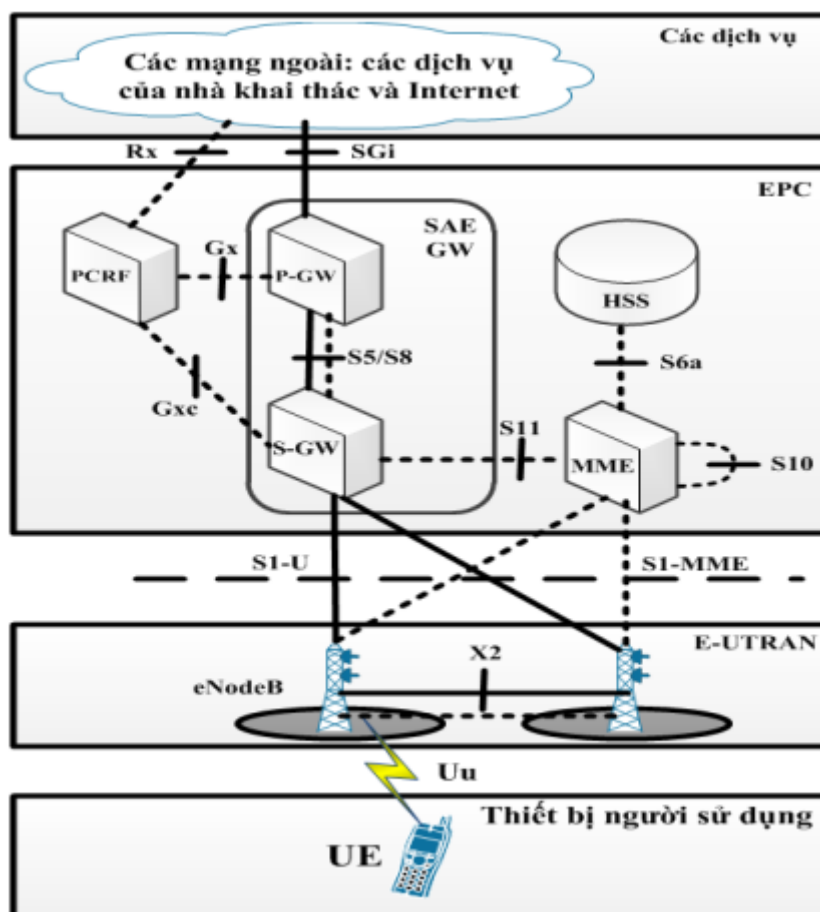 Các dịch vụ
Các mạng ngoài: các dịch vụ
của nhà khai thác và Internet
Rx
SGi
EPC
SAE
GW
PCRF
Gx
P-GW
HSS
S5/S8
S6a
Gxc
S11
S-GW
MME
S10
S1-U
S1-MME
E-UTRAN
X2
eNodeB
Uu
Thiết bị người sử dụng
UE